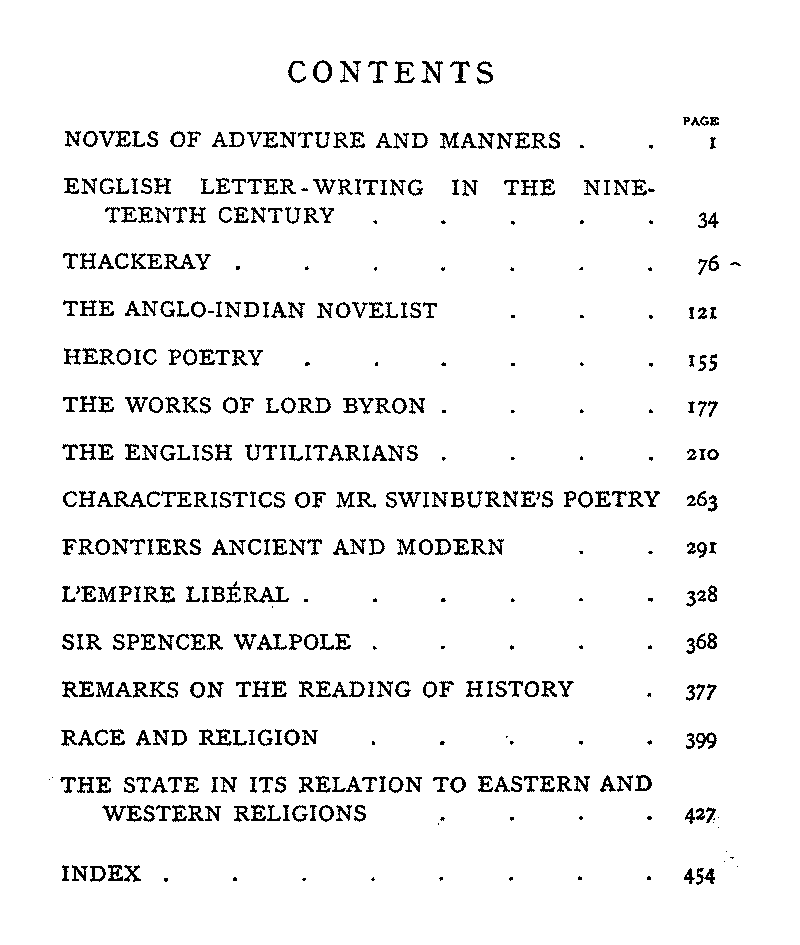 CONTENTS
PAGE
NOVELS OF ADVENTURE AND MANNERS . . 1
ENGLISH LETTER-WRITING IN THE NINE-
TEENTH CENTURY . . . . . 34
THACKERAY . . . . . . . 76
THE ANGLO-INDIAN NOVELIST . . . 121
HEROIC POETRY . . . . . . 155
THE WORKS OF LORD BYRON . . . . 177
THE ENGLISH UTILITARIANS . . . . 210
CHARACTERISTICS OF MR. SWINBURNE'S POETRY 263
FRONTIERS ANCIENT AND MODERN . . 291
L'EMPIRE LIBÉRAL . . . . . . 328
SIR SPENCER WALPOLE . . . . . 368
REMARKS ON THE READING OF HISTORY . 377
RACE AND RELIGION . . . . . 399
THE STATE IN ITS RELATION TO EASTERN AND
WESTERN RELIGIONS . . . . 427
INDEX . . . . . . . . 454